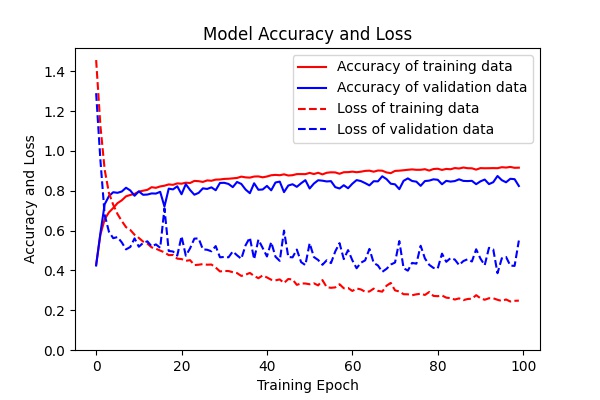 Model Accuracy and Loss
Accuracy of training data
Accuracy of validation data
Loss of training data
Loss of validation data
Accuracy and Loss
1.4
1.2
1.0
0.8
0.6
0.4
0.2
0.0
0 20 40 60 80 100
Training Epoch